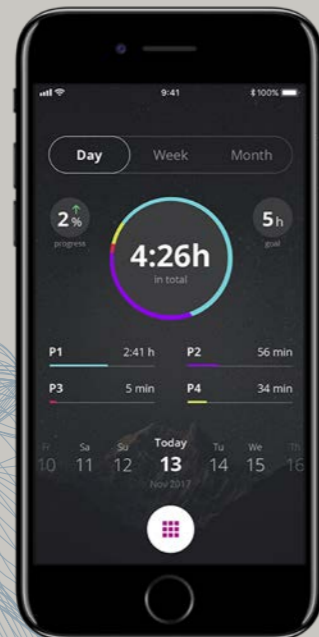 9:41
100%
Day Week Month
2%
progress
4:26h
in total
5h
goal
P1 2:41 h P2 56 min
P3 5 min P4 34 min
Fr Sa Su Today Tu We Th
10 11 12 13 14 15 16
Nov 2017